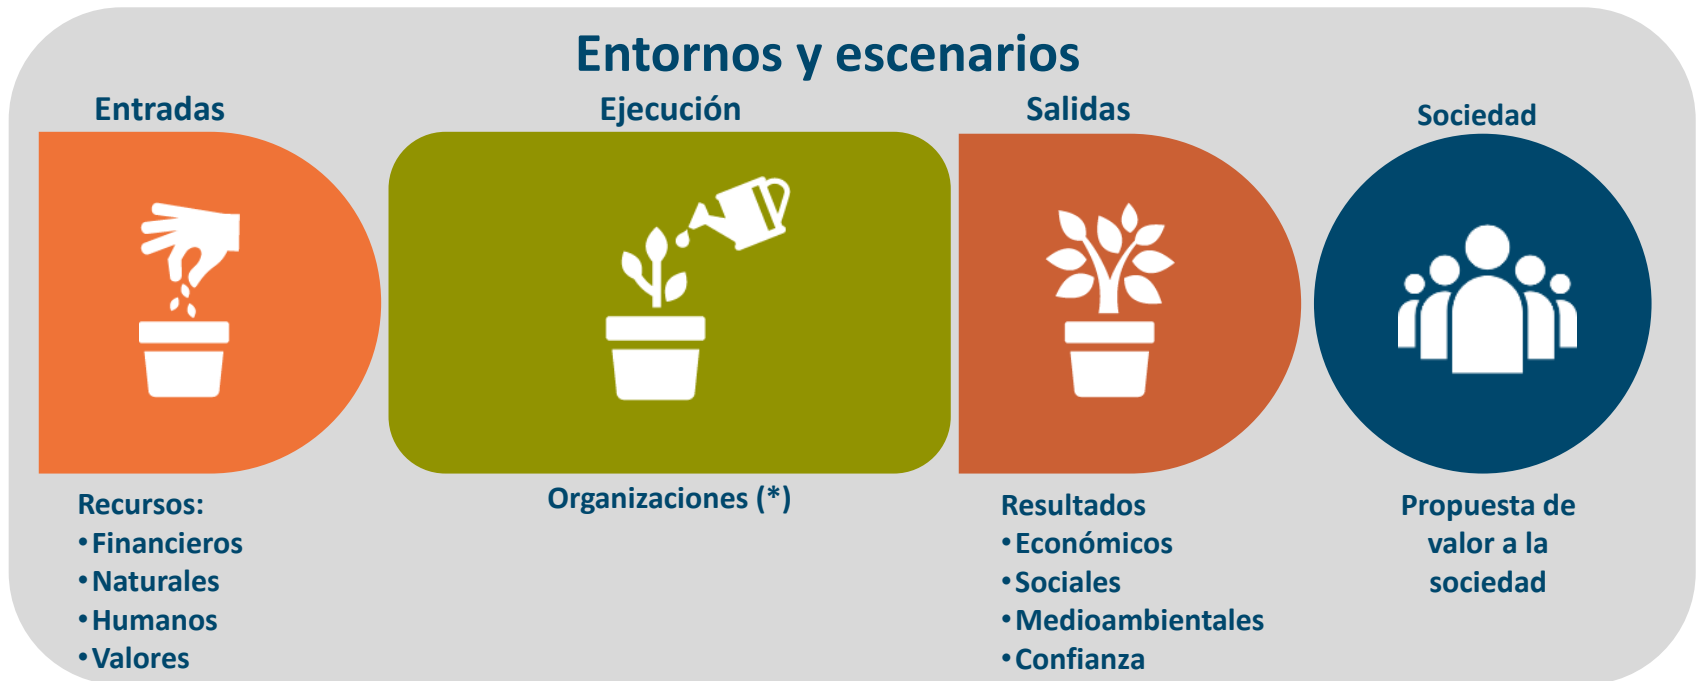 Entornos y escenarios
Entradas
Ejecución
Salidas
Sociedad
Recursos:
•Financieros
•Naturales
•Humanos
•Valores
Organizaciones (*)
Resultados
•Económicos
•Sociales
•Medioambientales
•Confianza
Propuesta de
valor a la
sociedad